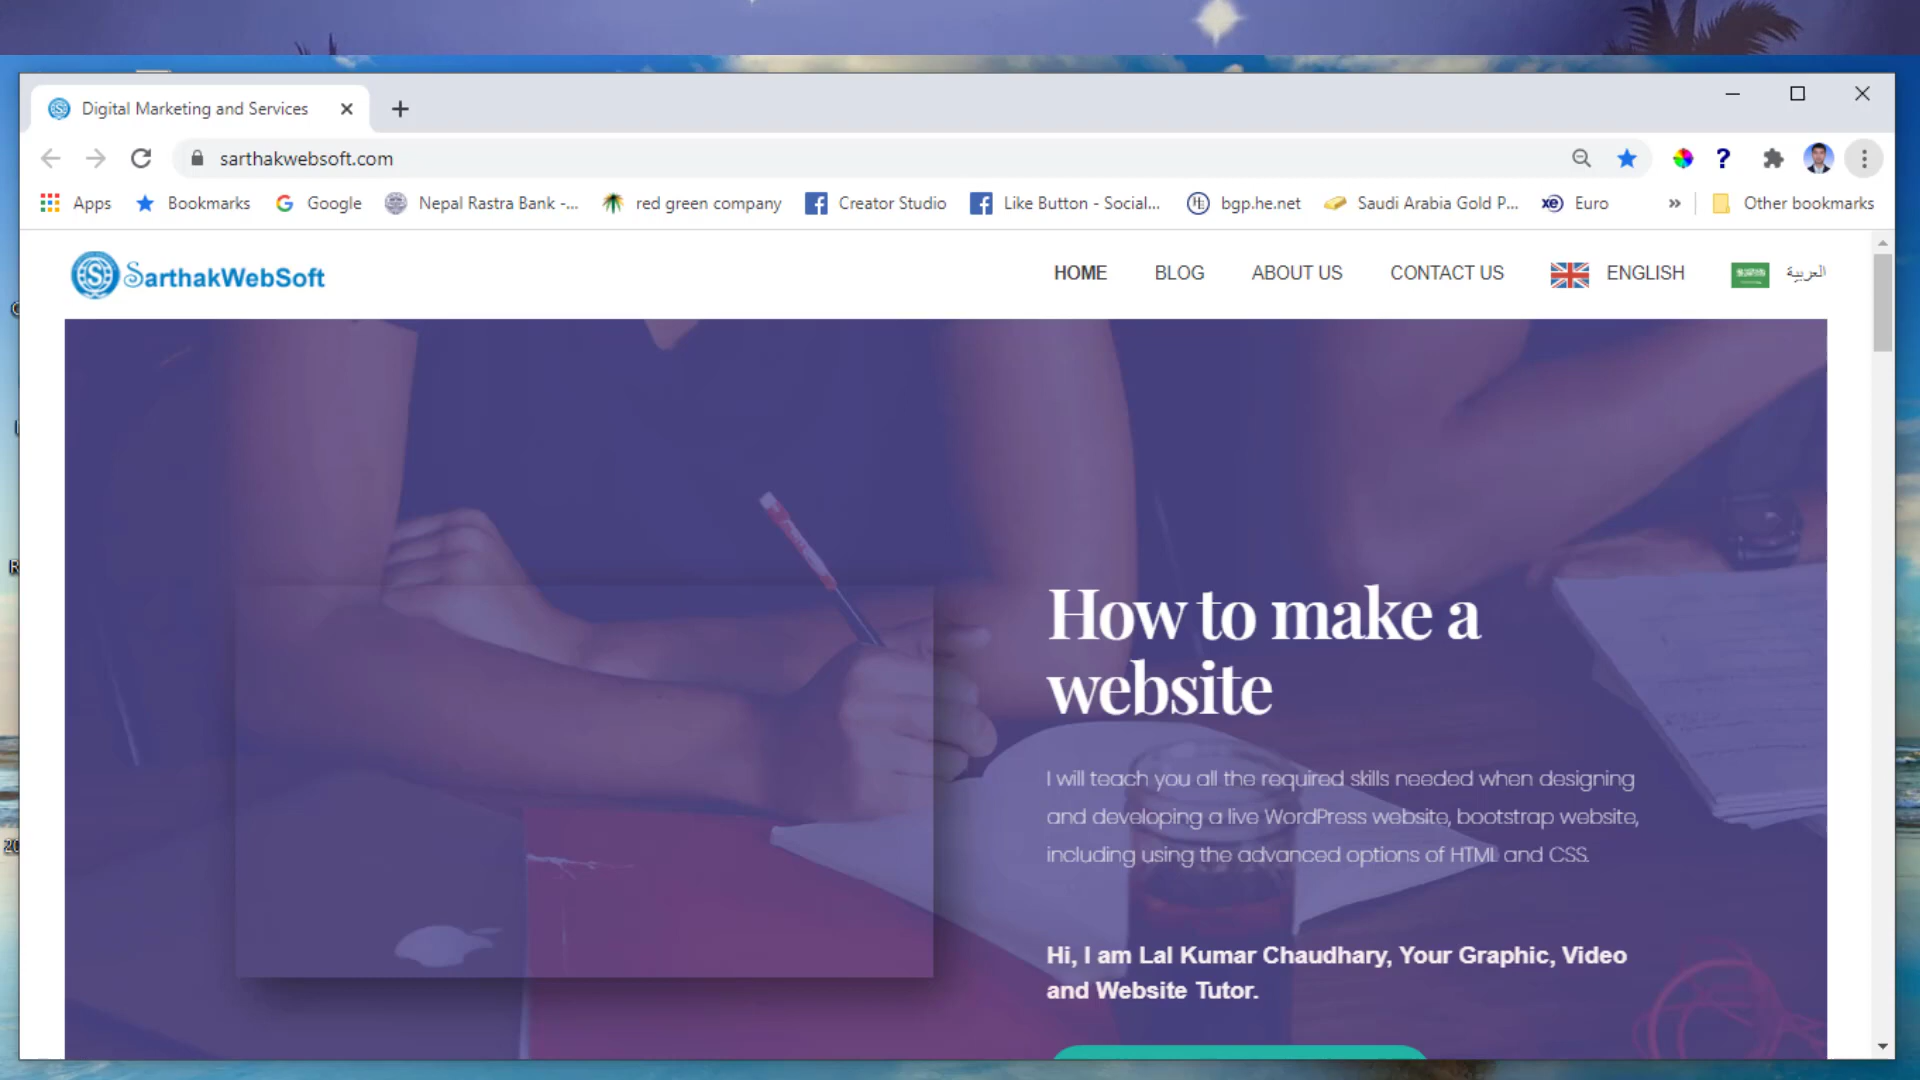 Digital Marketing and Services
sarthakwebsoft.com
Apps Bookmarks Google Nepal Rastra Bank -... red green company Creator Studio Like Button - Social... bgp.he.net Saudi Arabia Gold P... Euro » Other bookmarks
SarthakWebSoft HOME BLOG ABOUT US CONTACT US ENGLISH العربية
How to make a
website
I will teach you all the required skills needed when designing
and developing a live WordPress website, bootstrap website,
including using the advanced options of HTML and CSS.
Hi, I am Lal Kumar Chaudhary, Your Graphic, Video
and Website Tutor.